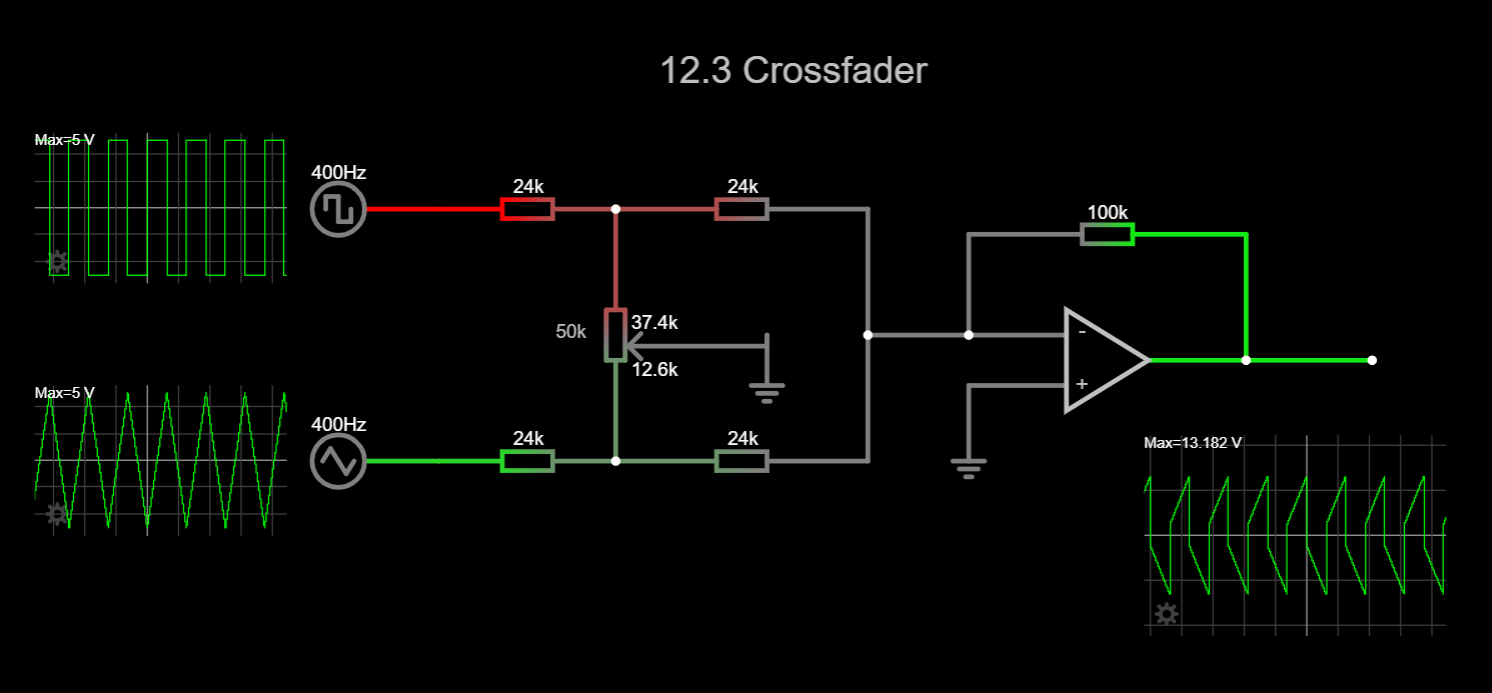 12.3 Crossfader
Max=5 V
400Hz
24k
24k
100k
50k
37.4k
12.6k
-
+
Max=5 V
400Hz
24k
24k
Max=13.182 V